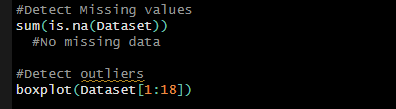 #Detect Missing values
sum(is.na(Dataset))
#No missing data
#Detect outliers
boxplot(Dataset[1:18])